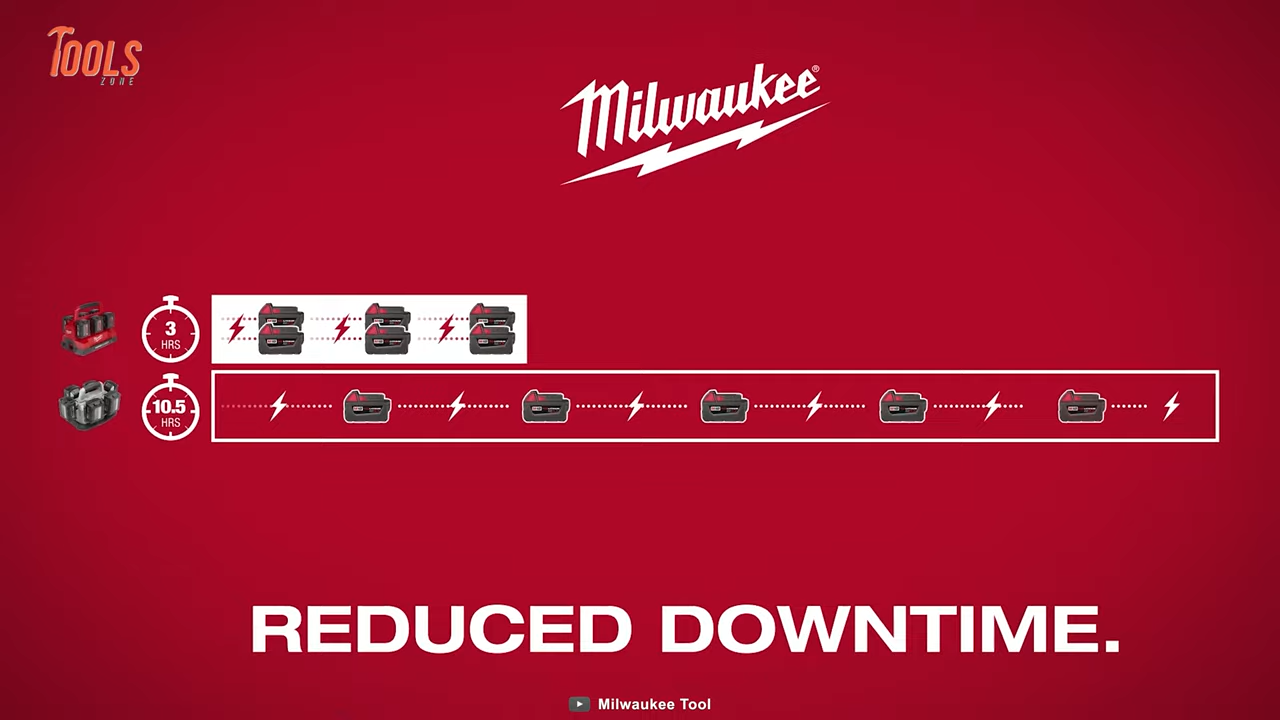 TOOLS
ZONE
Milwaukee®
3
HRS
10.5
HRS
REDUCED DOWNTIME.
Milwaukee Tool